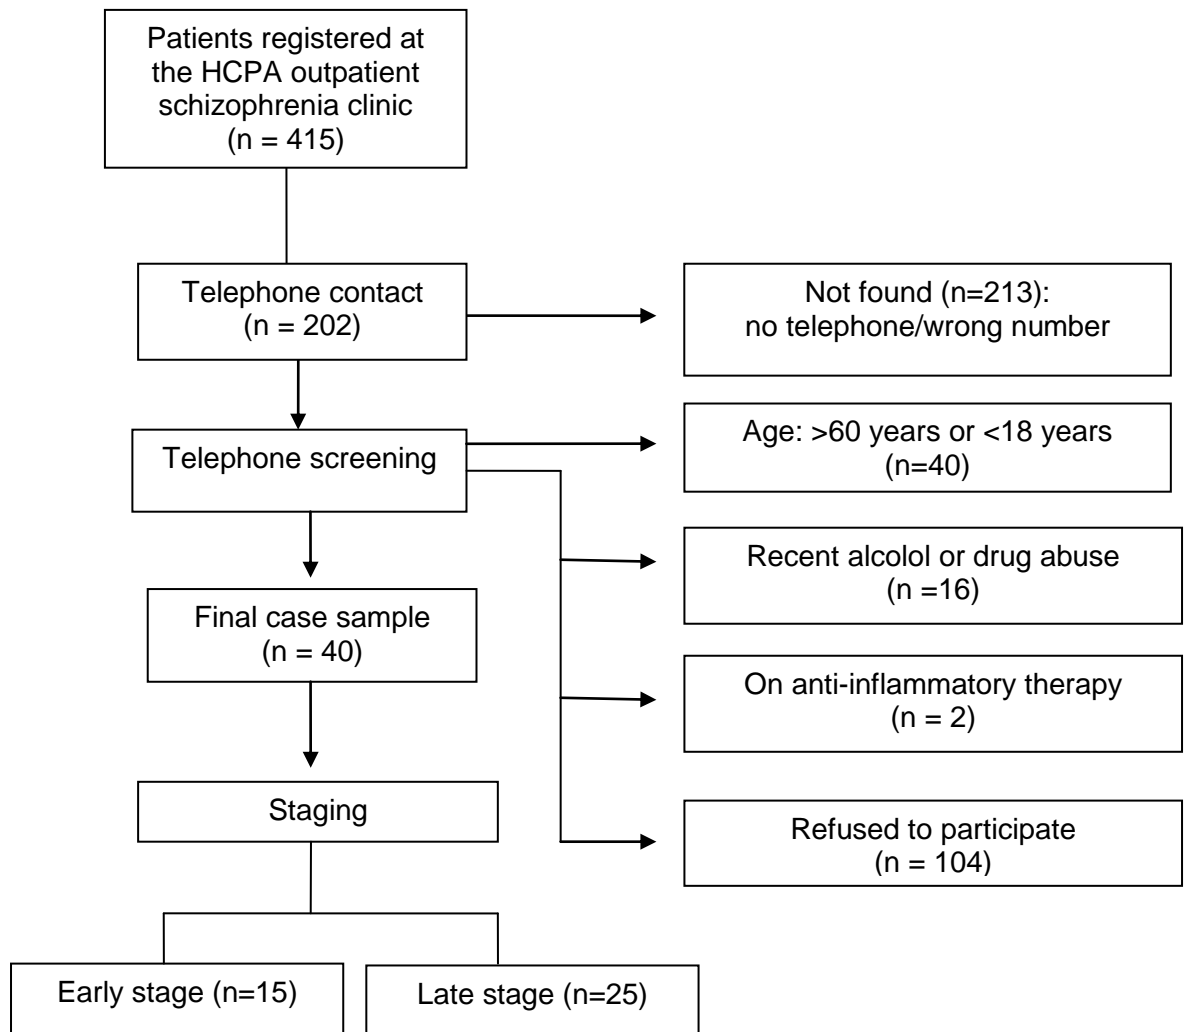 Patients registered at
the HCPA outpatient
schizophrenia clinic
(n = 415)
Telephone contact
(n = 202)
Not found (n=213):
no telephone/wrong number
Telephone screening
Age: >60 years or <18 years
(n=40)
Recent alcolol or drug abuse
(n =16)
Final case sample
(n = 40)
On anti-inflammatory therapy
(n = 2)
Staging
Refused to participate
(n = 104)
Early stage (n=15)
Late stage (n=25)